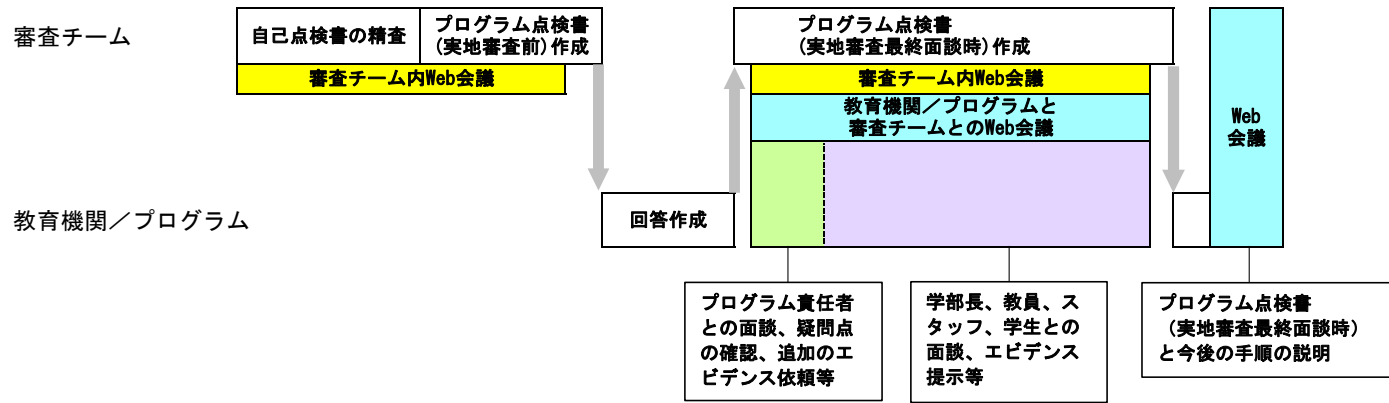 審査チーム
自己点検書の精査
プログラム点検書
(実地審査前)作成
審査チーム内Web会議
プログラム点検書
(実地審査最終面談時)作成
審査チーム内Web会議
教育機関／プログラムと
審査チームとのWeb会議
Web
会議
教育機関／プログラム
回答作成
プログラム責任者
との面談、疑問点
の確認、追加のエ
ビデンス依頼等
学部長、教員、ス
タッフ、学生との
面談、エビデンス
提示等
プログラム点検書
（実地審査最終面談時）
と今後の手順の説明